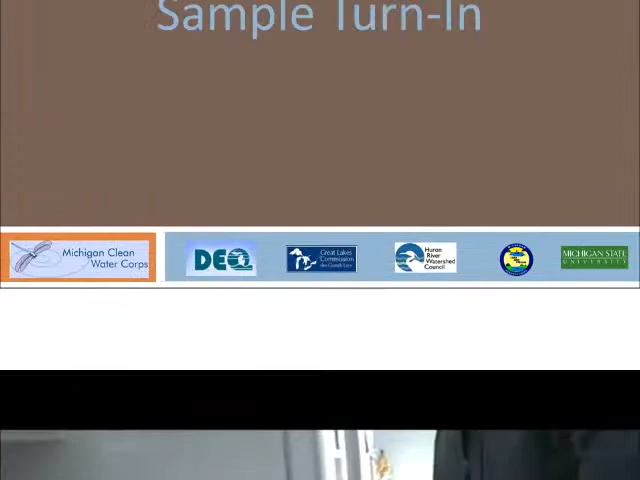 Sample Turn-In
Michigan Clean
Water Corps
DEQ
Great Lakes
Commission
Huron
River
Watershed
Council
MICHIGAN STATE
UNIVERSITY